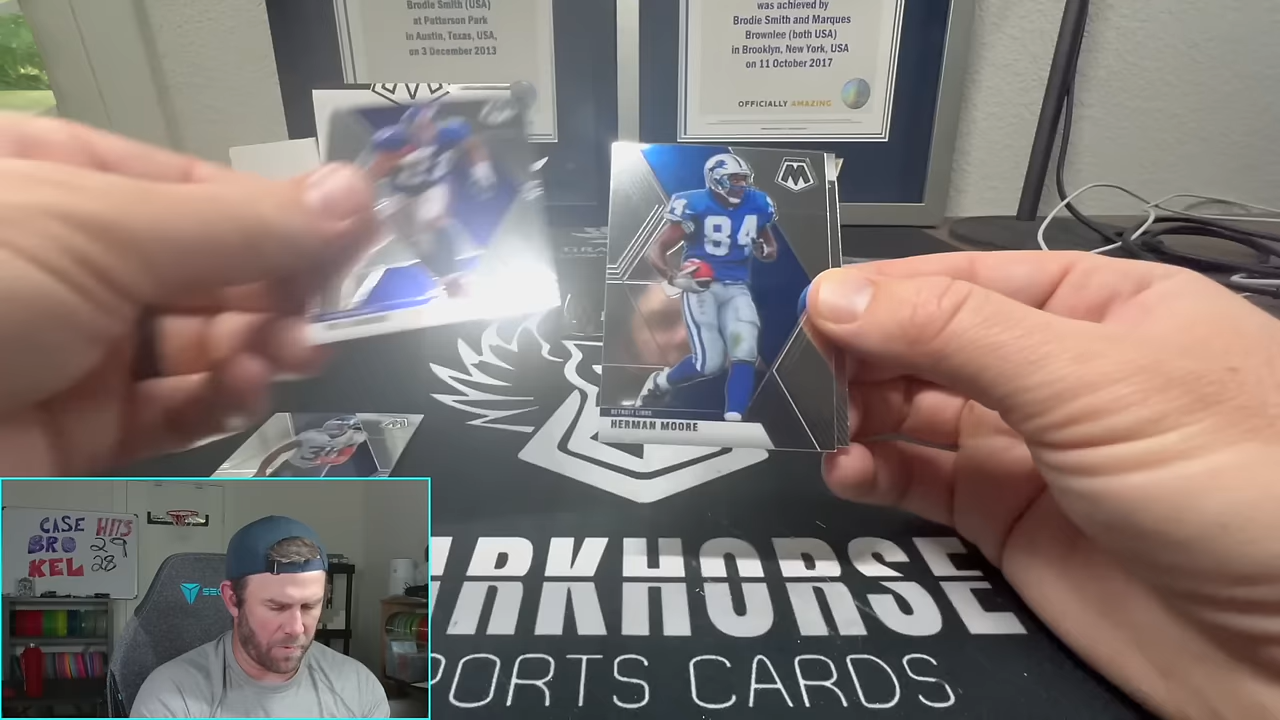 Brodie Smith (USA)
at Patterson Park
in Austin, Texas, USA,
on 3 December 2013
was achieved by
Brodie Smith and Marques
Brownlee (both USA)
in Brooklyn, New York, USA
on 11 October 2017
OFFICIALLY AMAZING
84
DETROIT LIONS
HERMAN MOORE
CASE HITS
BRO 29
KEL 28
RKHORSE
PORTS CARDS